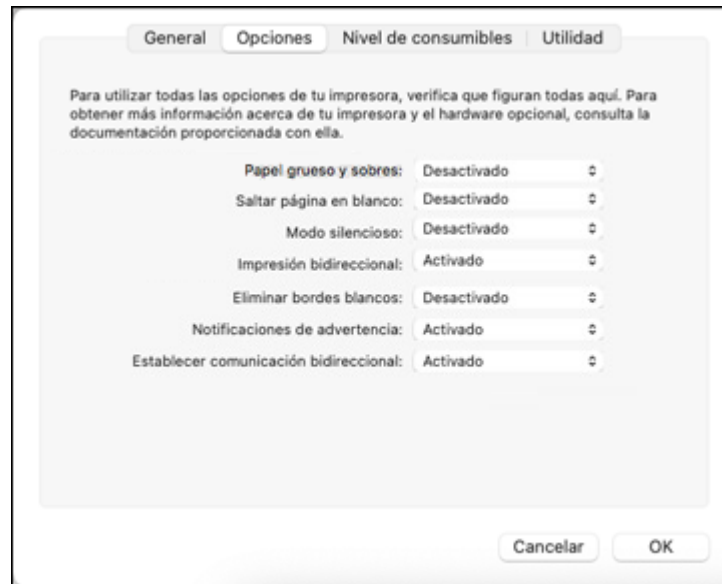 General Opciones Nivel de consumibles Utilidad
Para utilizar todas las opciones de tu impresora, verifica que figuran todas aquí. Para
obtener más información acerca de tu impresora y el hardware opcional, consulta la
documentación proporcionada con ella.
Papel grueso y sobres: Desactivado
Saltar página en blanco: Desactivado
Modo silencioso: Desactivado
Impresión bidireccional: Activado
Eliminar bordes blancos: Desactivado
Notificaciones de advertencia: Activado
Establecer comunicación bidireccional: Activado
Cancelar OK